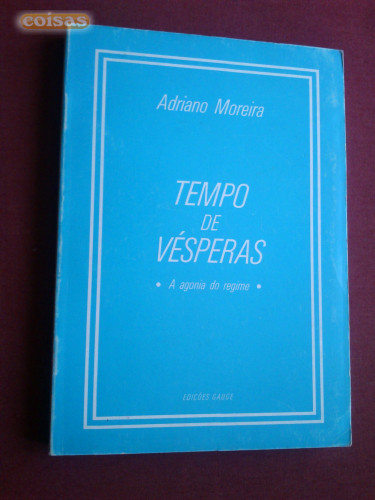 coisas
Adriano Moreira
TEMPO
DE
VÉSPERAS
• A agonia do regime •
EDIÇÕES GAUGE